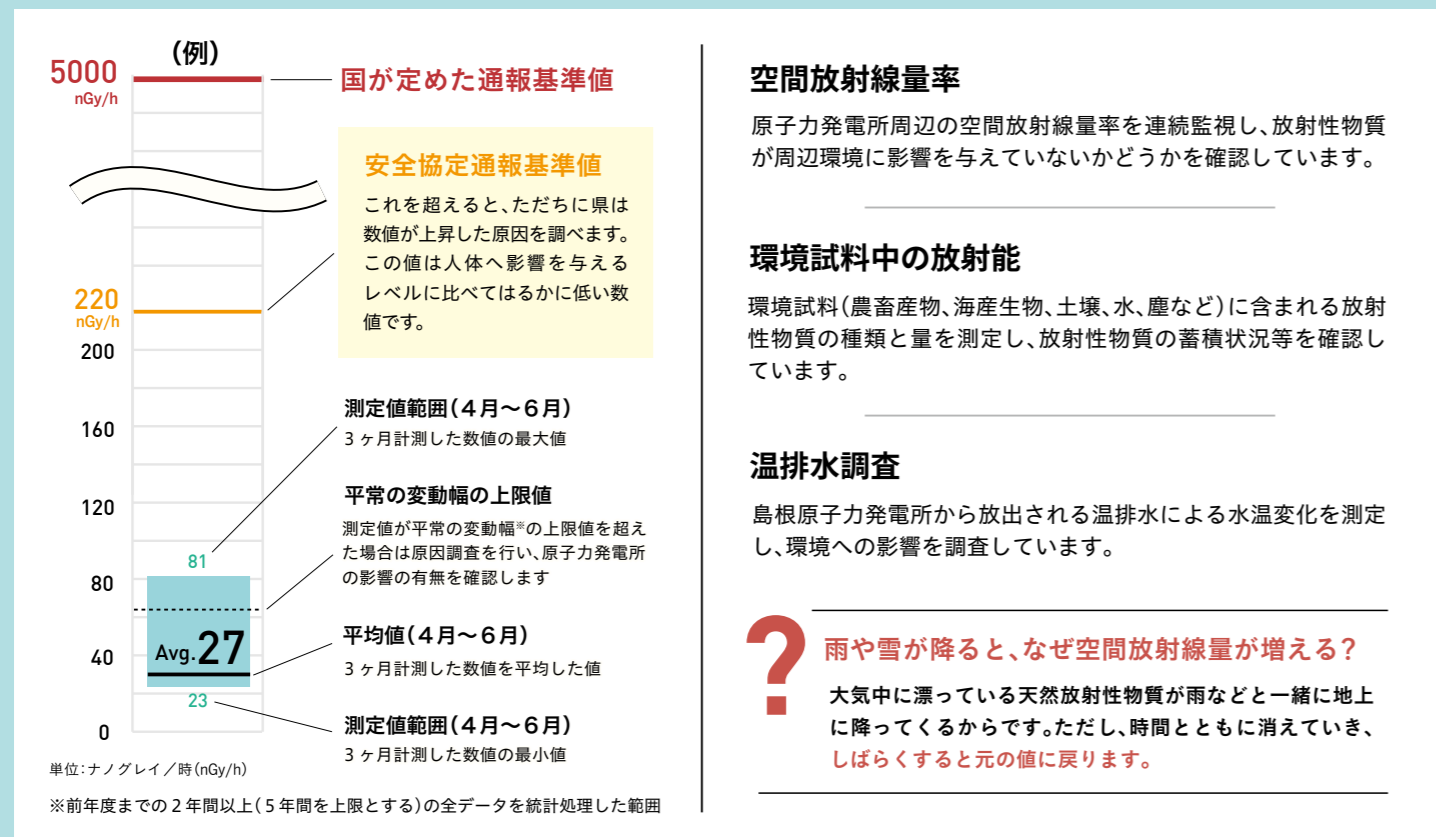 （例）
5000
nGy/h
国が定めた通報基準値
安全協定通報基準値
これを超えると、ただちに県は
数値が上昇した原因を調べます。
この値は人体へ影響を与える
レベルに比べてはるかに低い数
値です。
220
nGy/h
200
160
120
80
40
0
測定値範囲（４月～６月）
３ヶ月計測した数値の最大値
平常の変動幅の上限値
測定値が平常の変動幅※の上限値を超え
た場合は原因調査を行い、原子力発電所
の影響の有無を確認します
81
Avg.27
23
平均値（４月～６月）
３ヶ月計測した数値を平均した値
測定値範囲（４月～６月）
３ヶ月計測した数値の最小値
単位：ナノグレイ／時（nGy/h）
※前年度までの２年間以上（５年間を上限とする）の全データを統計処理した範囲
空間放射線量率
原子力発電所周辺の空間放射線量率を連続監視し、放射性物質
が周辺環境に影響を与えていないかどうかを確認しています。
環境試料中の放射能
環境試料（農畜産物、海産生物、土壌、水、塵など）に含まれる放射
性物質の種類と量を測定し、放射性物質の蓄積状況等を確認し
ています。
温排水調査
島根原子力発電所から放出される温排水による水温変化を測定
し、環境への影響を調査しています。
?
雨や雪が降ると、なぜ空間放射線量が増える？
大気中に漂っている天然放射性物質が雨などと一緒に地上
に降ってくるからです。ただし、時間とともに消えていき、
しばらくすると元の値に戻ります。